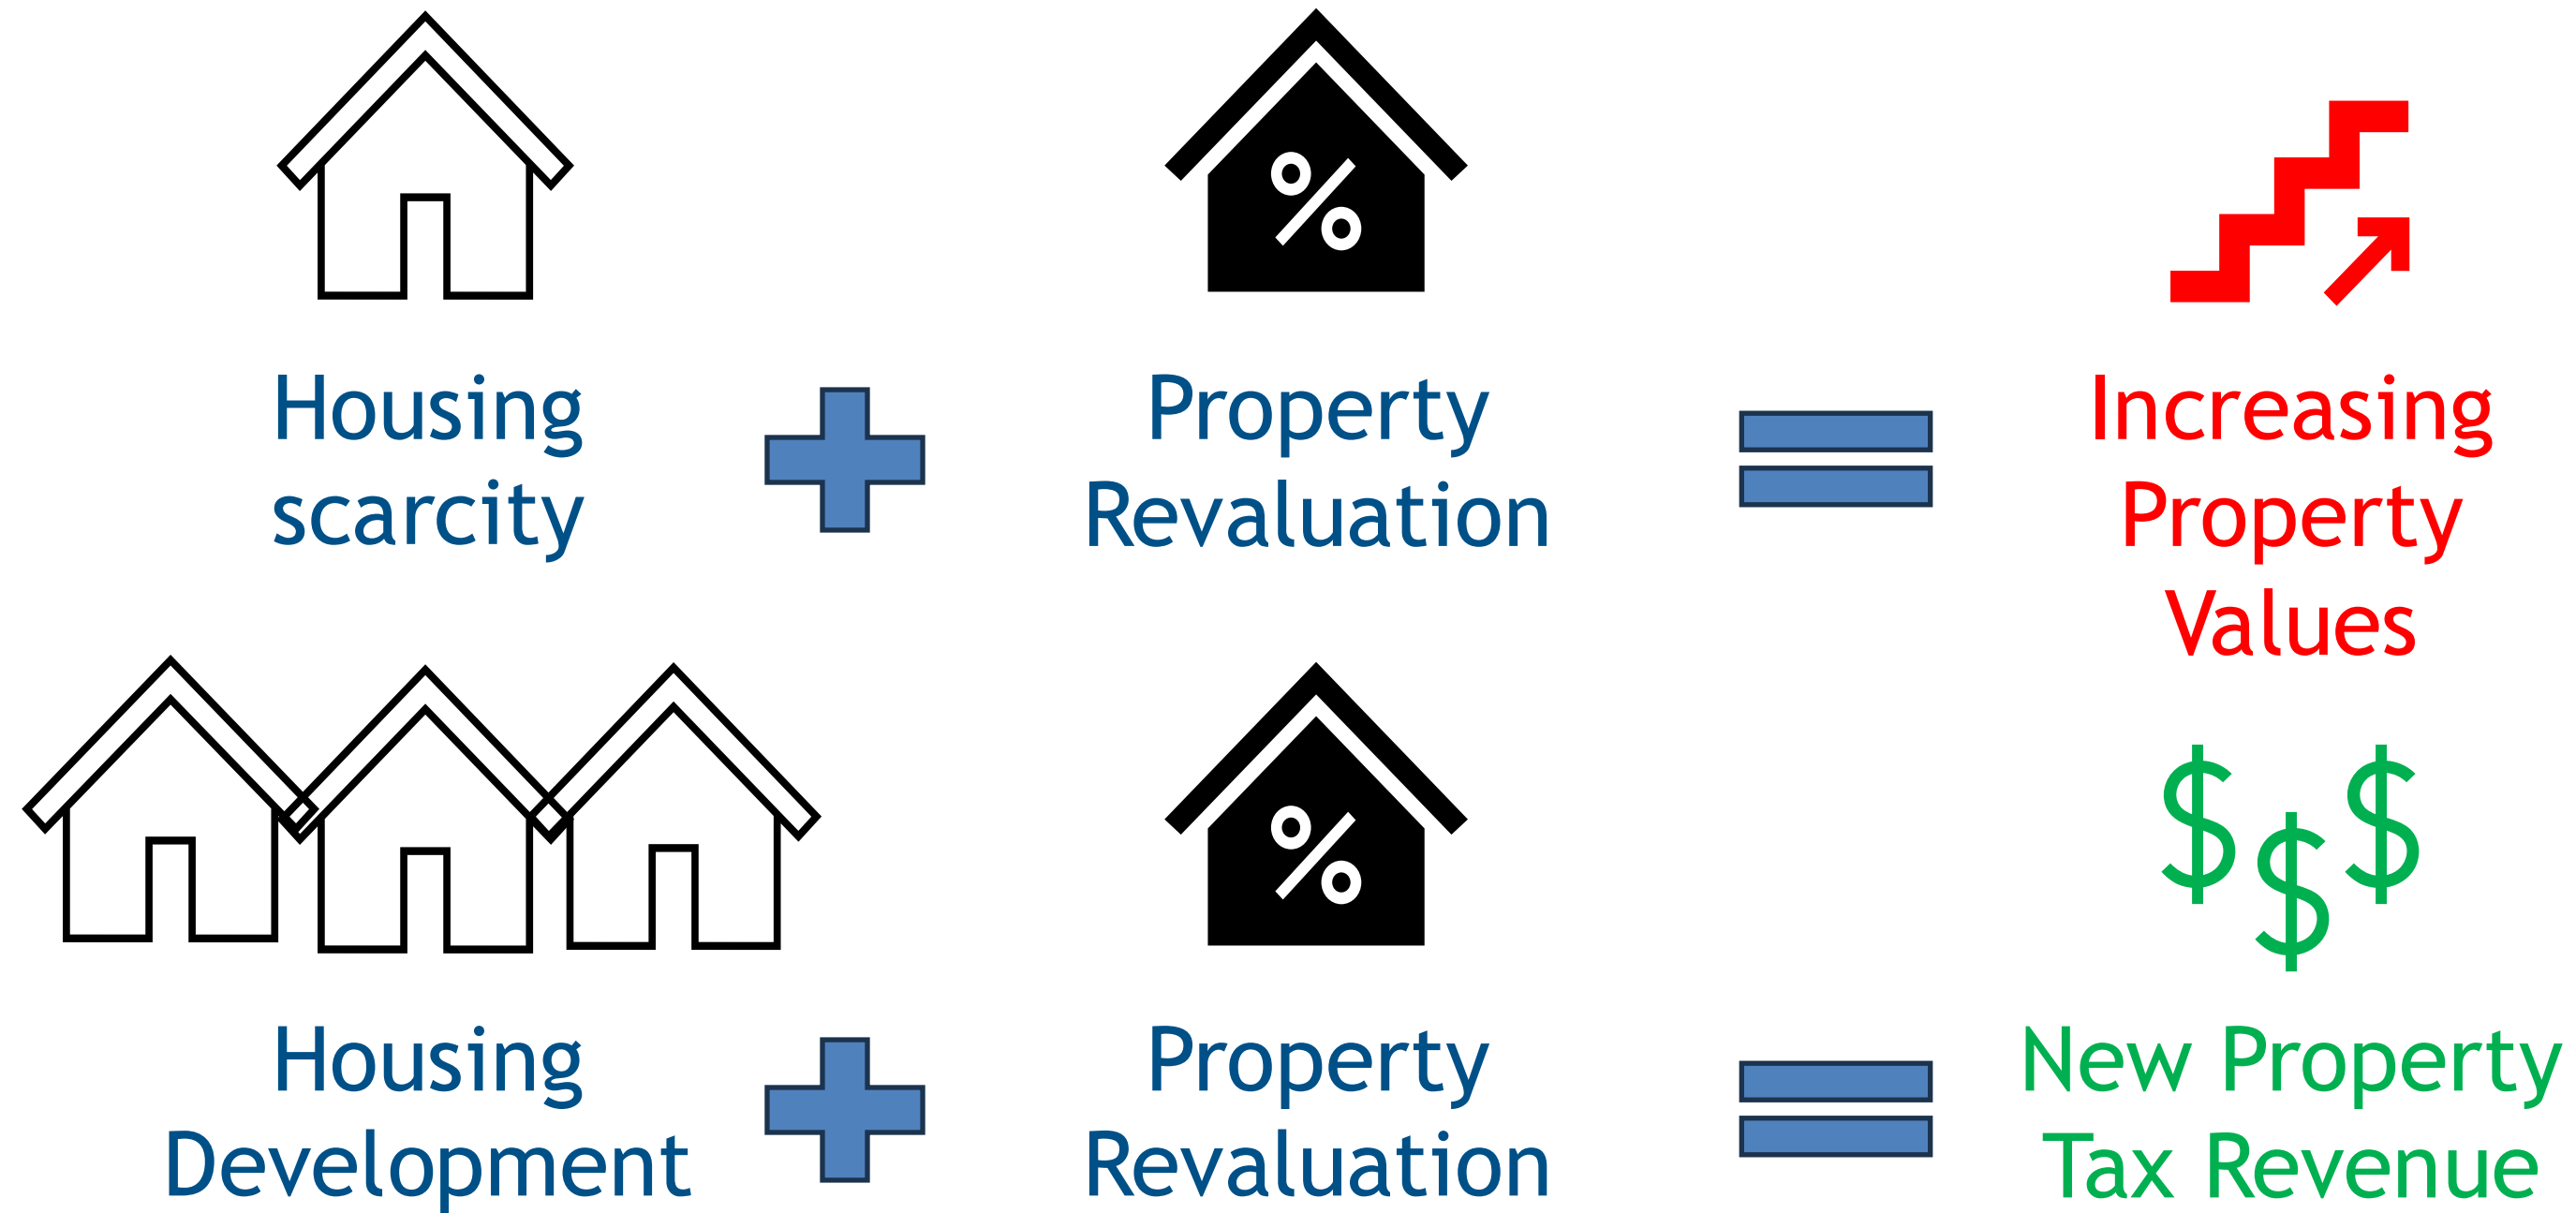 %
Housing
scarcity
Property
Revaluation
Increasing
Property
Values
%
$ $ $
Housing
Development
Property
Revaluation
New Property
Tax Revenue